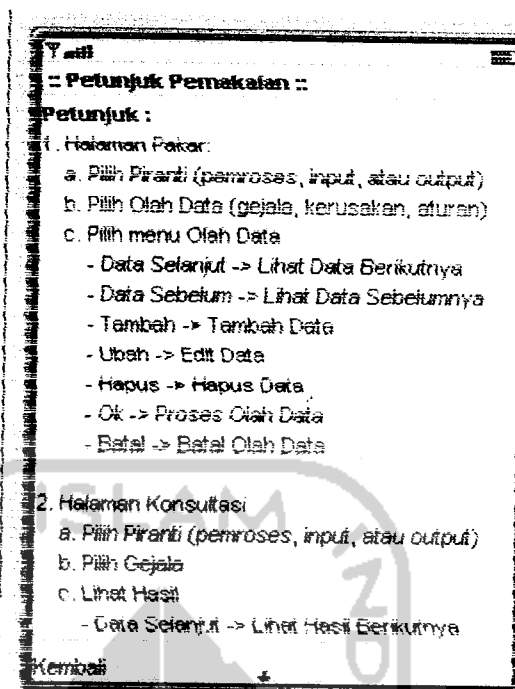 :: Petunjuk Pemakaian ::
Petunjuk :
1. Halaman Pakar:
a. Pilih Piranti (pemroses, input, atau output)
b. Pilih Olah Data (gejala, kerusakan, aturan)
c. Pilih menu Olah Data
- Data Selanjut -> Lihat Data Berikutnya
- Data Sebelum -> Lihat Data Sebelumnya
- Tambah -> Tambah Data
- Ubah -> Edit Data
- Hapus -> Hapus Data
- Ok -> Proses Olah Data
- Batal -> Batal Olah Data
2. Halaman Konsultasi
a. Pilih Piranti (pemroses, input, atau output)
b. Pilih Gejala
c. Lihat Hasil
- Data Selanjut -> Lihat Hasil Berikutnya
Kembali
ISLAM